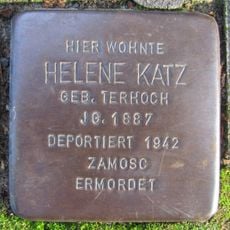 HIER WOHNTE
HELENE KATZ
GEB. TERHOCH
JG. 1887
DEPORTIERT 1942
ZAMOSC
ERMORDET